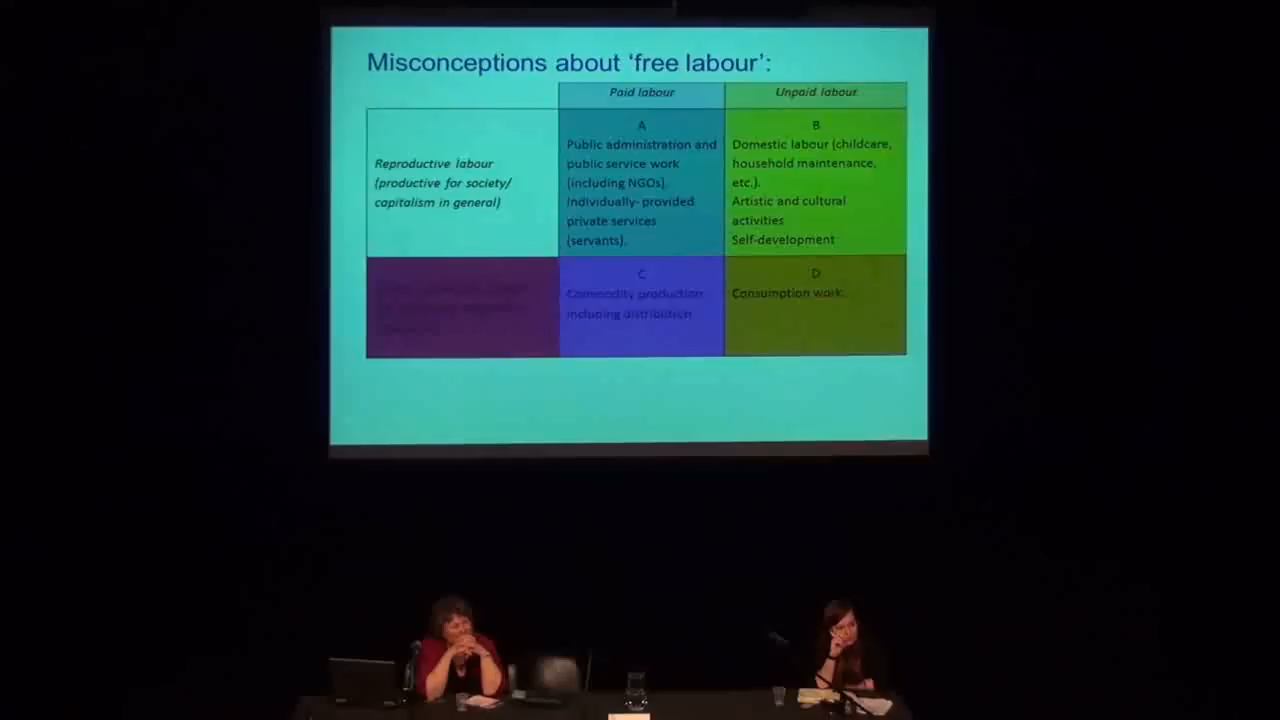 Misconceptions about ‘free labour’:
Paid labour
Unpaid labour
Reproductive labour
(productive for society/
capitalism in general)
A
Public administration and
public service work
(including NGOs).
Individually- provided
private services
(servants).
B
Domestic labour (childcare,
household maintenance,
etc.).
Artistic and cultural
activities
Self-development
C
Commodity production
including distribution
D
Consumption work.